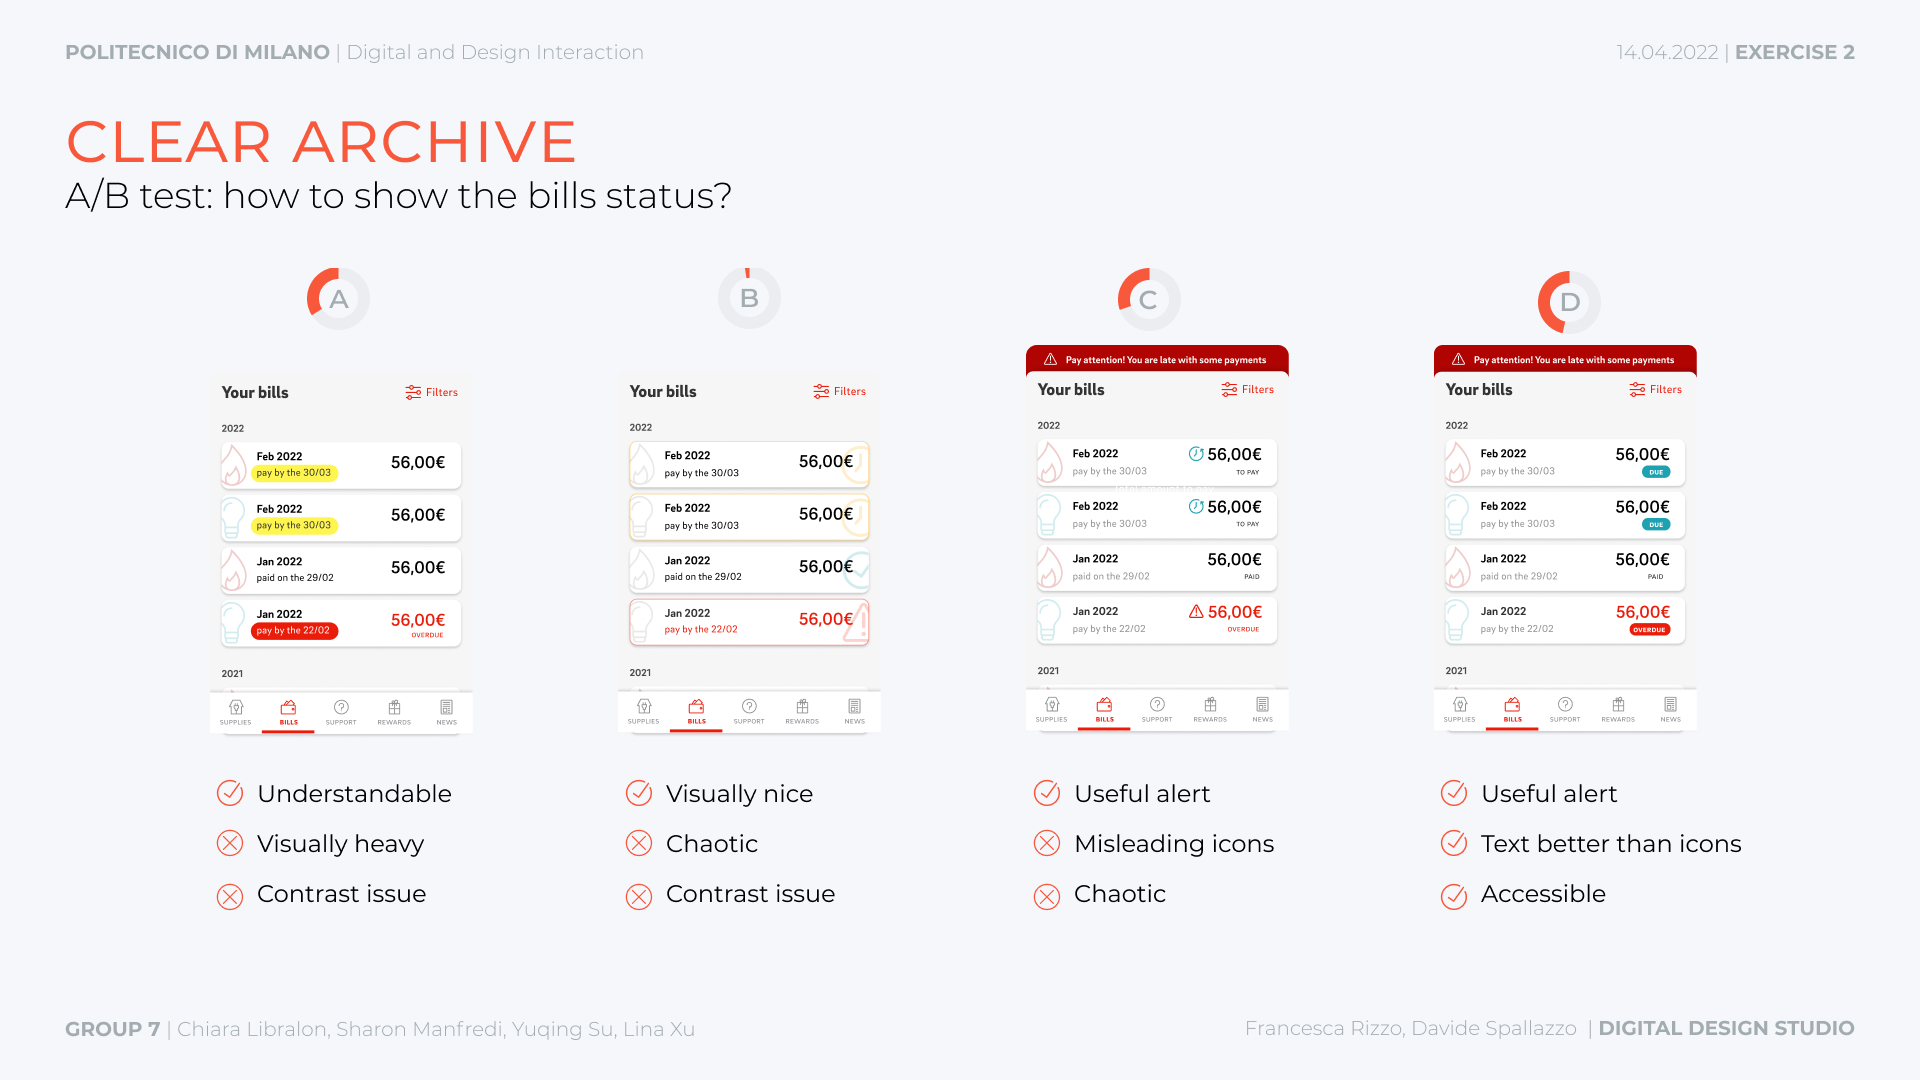 POLITECNICO DI MILANO | Digital and Design Interaction
14.04.2022 | EXERCISE 2
CLEAR ARCHIVE
A/B test: how to show the bills status?
A
Your bills
Filters
2022
Feb 2022
pay by the 30/03
56,00€
Feb 2022
pay by the 30/03
56,00€
Jan 2022
paid on the 29/02
56,00€
Jan 2022
pay by the 22/02
56,00€
OVERDUE
2021
SUPPLIES
BILLS
SUPPORT
REWARDS
NEWS
Understandable
Visually heavy
Contrast issue
B
Your bills
Filters
2022
Feb 2022
pay by the 30/03
56,00€
Feb 2022
pay by the 30/03
56,00€
Jan 2022
paid on the 29/02
56,00€
Jan 2022
pay by the 22/02
56,00€
2021
SUPPLIES
BILLS
SUPPORT
REWARDS
NEWS
Visually nice
Chaotic
Contrast issue
C
Pay attention! You are late with some payments
Your bills
Filters
2022
Feb 2022
pay by the 30/03
56,00€
TO PAY
Feb 2022
pay by the 30/03
56,00€
TO PAY
Jan 2022
paid on the 29/02
56,00€
PAID
Jan 2022
pay by the 22/02
56,00€
OVERDUE
2021
SUPPLIES
BILLS
SUPPORT
REWARDS
NEWS
Useful alert
Misleading icons
Chaotic
D
Pay attention! You are late with some payments
Your bills
Filters
2022
Feb 2022
pay by the 30/03
56,00€
DUE
Feb 2022
pay by the 30/03
56,00€
DUE
Jan 2022
paid on the 29/02
56,00€
PAID
Jan 2022
pay by the 22/02
56,00€
OVERDUE
2021
SUPPLIES
BILLS
SUPPORT
REWARDS
NEWS
Useful alert
Text better than icons
Accessible
GROUP 7 | Chiara Libralon, Sharon Manfredi, Yuqing Su, Lina Xu
Francesca Rizzo, Davide Spallazzo | DIGITAL DESIGN STUDIO